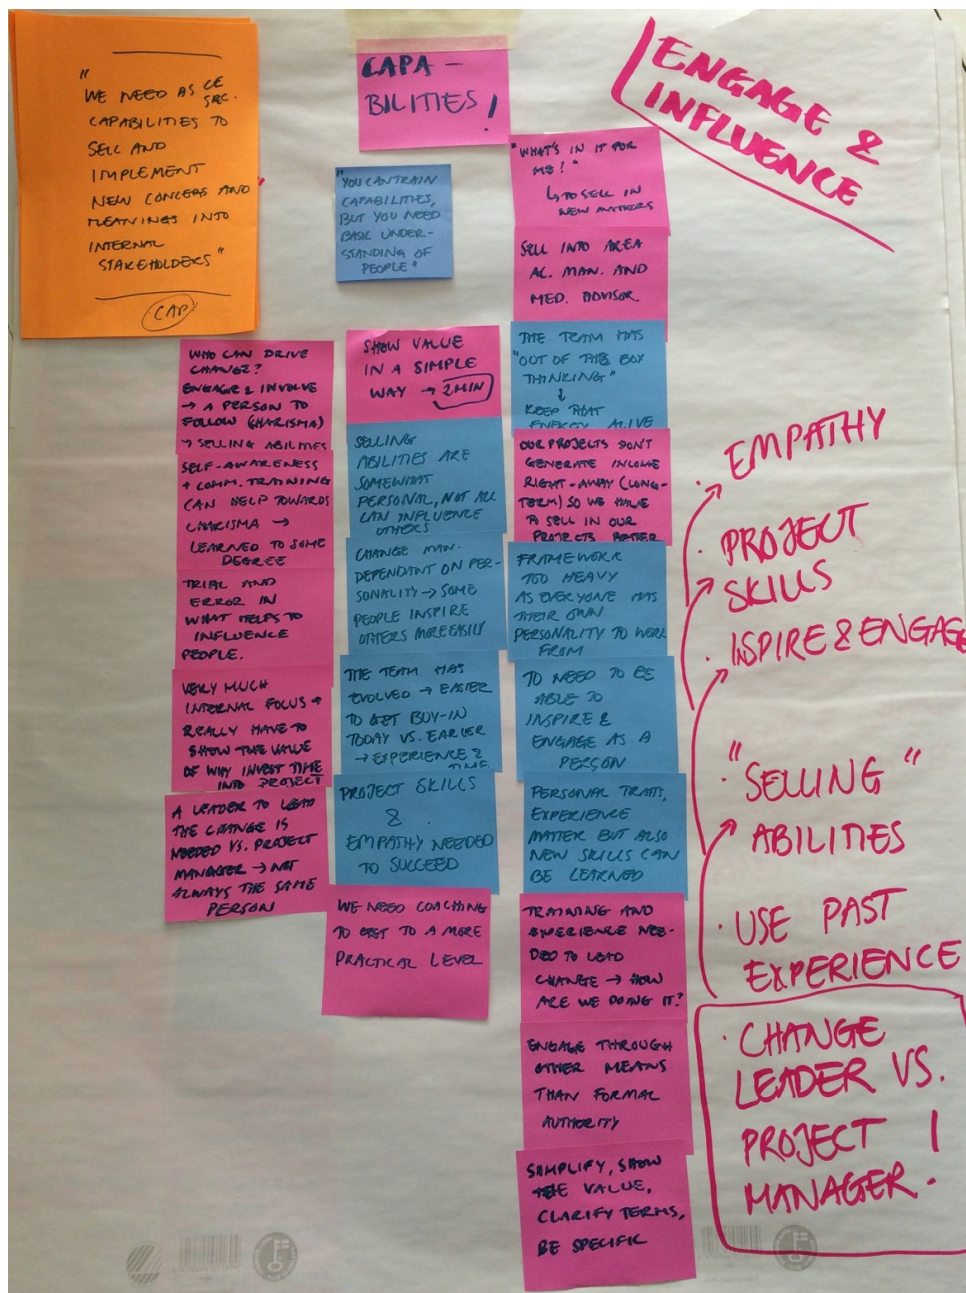 "
WE NEED AS CE
SRC.
CAPABILITIES TO
SELL AND
IMPLEMENT
NEW CONCEPTS AND
MEANINGS INTO
INTERNAL
STAKEHOLDERS"
CAP
CAPA-
BILITIES!
ENGAGE &
INFLUENCE
"YOU CAN TRAIN
CAPABILITIES,
BUT YOU NEED
BASIC UNDER-
STANDING OF
PEOPLE"
WHO CAN DRIVE
CHANGE?
ENGAGE & INVOLVE
→ A PERSON TO
FOLLOW (CHARISMA)
→ SELLING ABILITIES
SELF-AWARENESS
+ COMM. TRAINING
CAN HELP TOWARDS
CHARISMA →
LEARNED TO SOME
DEGREE
TRIAL AND
ERROR IN
WHAT HELPS TO
INFLUENCE
PEOPLE.
VERY MUCH
INTERNAL FOCUS →
REALLY HAVE TO
SHOW THE VALUE
OF WHY INVEST TIME
INTO PROJECT
A LEADER TO LEAD
THE CHANGE IS
NEEDED VS. PROJECT
MANAGER → NOT
ALWAYS THE SAME
PERSON
SHOW VALUE
IN A SIMPLE
WAY → 2 MIN
SELLING
ABILITIES ARE
SOMEWHAT
PERSONAL, NOT ALL
CAN INFLUENCE
OTHERS
CHANGE MAN.
DEPENDANT ON PER-
SONALITY → SOME
PEOPLE INSPIRE
OTHERS MORE EASILY
THE TEAM HAS
EVOLVED → EASIER
TO GET BUY-IN
TODAY VS. EARLIER
→ EXPERIENCE &
TIME
PROJECT SKILLS
&
EMPATHY NEEDED
TO SUCCEED
WE NEED COACHING
TO GET TO A MORE
PRACTICAL LEVEL
"WHAT'S IN IT FOR
ME!"
↳ TO SELL IN
NEW MATTERS
SELL INTO AREA
AL. MAN. AND
MED. ADVISOR.
THE TEAM HAS
"OUT OF THE BOX
THINKING"
↓
KEEP THAT
ENERGY ALIVE
OUR PROJECTS DON'T
GENERATE INCOME
RIGHT-AWAY (LONG-
TERM) SO WE HAVE
TO SELL IN OUR
PROJECTS BETTER
FRAMEWORK
TOO HEAVY
AS EVERYONE HAS
THEIR OWN
PERSONALITY TO WORK
FROM
TO NEED TO BE
ABLE TO
INSPIRE &
ENGAGE AS A
PERSON
PERSONAL TRAITS,
EXPERIENCE
MATTER BUT ALSO
NEW SKILLS CAN
BE LEARNED
TRAINING AND
EXPERIENCE NEE-
DED TO LEAD
CHANGE → HOW
ARE WE DOING IT?
ENGAGE THROUGH
OTHER MEANS
THAN FORMAL
AUTHORITY
SIMPLIFY, SHOW
THE VALUE,
CLARIFY TERMS,
BE SPECIFIC
· EMPATHY
· PROJECT
SKILLS
· INSPIRE & ENGAGE
· "SELLING"
ABILITIES
· USE PAST
EXPERIENCE
· CHANGE
LEADER VS.
PROJECT
MANAGER.